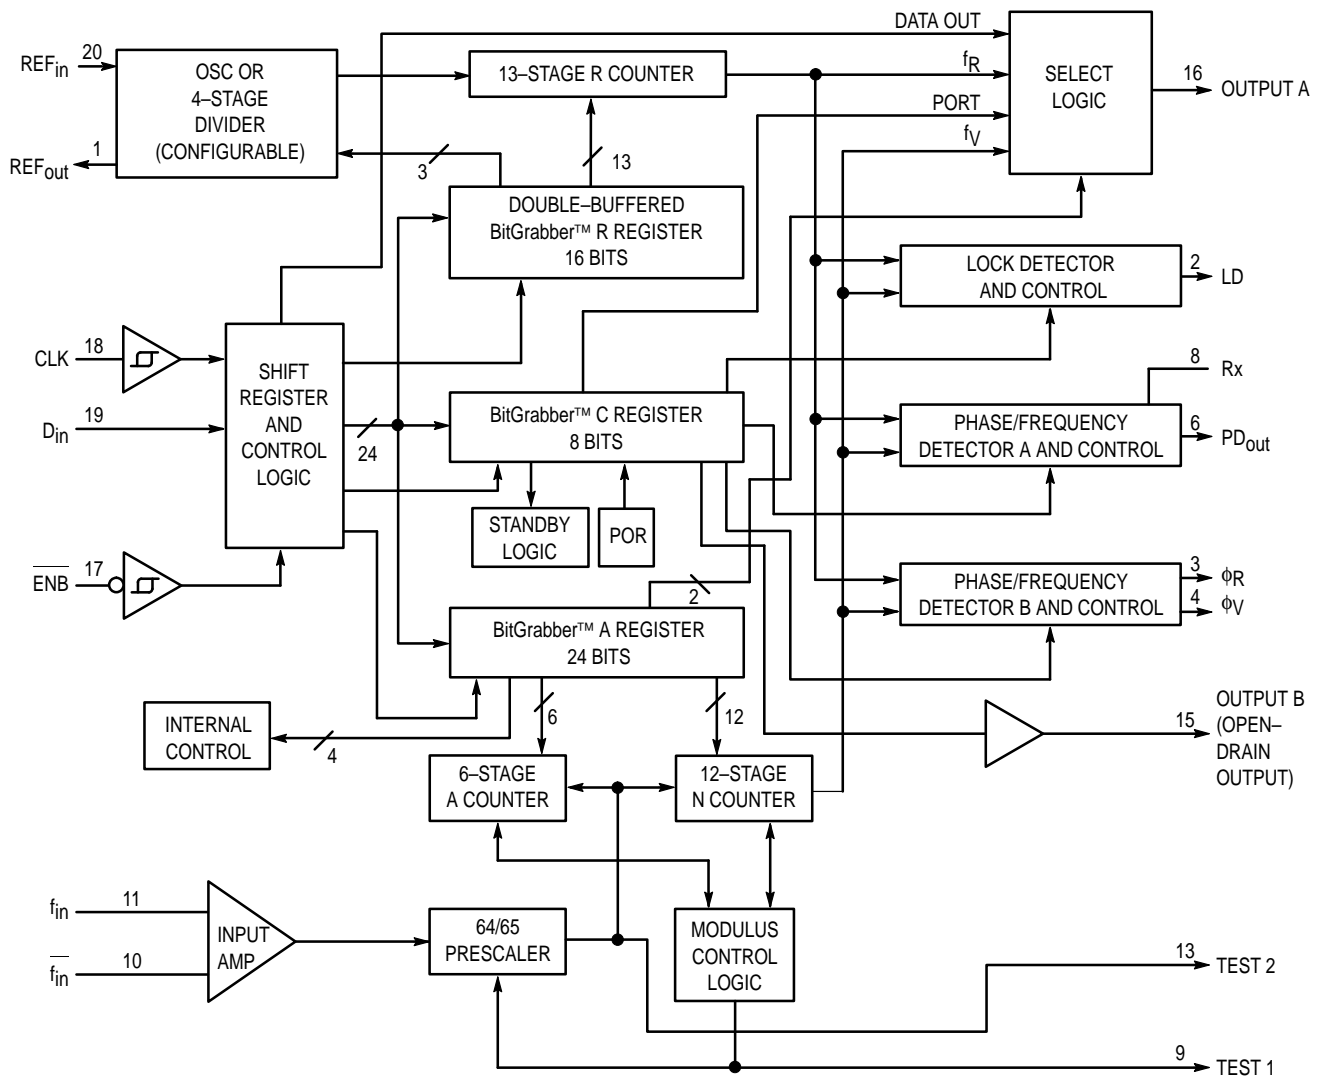 DATA OUT
20
REFin
OSC OR
4–STAGE
DIVIDER
(CONFIGURABLE)
1
REFout
13–STAGE R COUNTER
fR
PORT
fV
SELECT
LOGIC
16
OUTPUT A
3
13
DOUBLE–BUFFERED
BitGrabber™ R REGISTER
16 BITS
LOCK DETECTOR
AND CONTROL
2
LD
18
CLK
SHIFT
REGISTER
AND
CONTROL
LOGIC
19
Din
24
BitGrabber™ C REGISTER
8 BITS
8
Rx
PHASE/FREQUENCY
DETECTOR A AND CONTROL
6
PDout
STANDBY
LOGIC
POR
17
ENB
2
PHASE/FREQUENCY
DETECTOR B AND CONTROL
3
ϕR
4
ϕV
BitGrabber™ A REGISTER
24 BITS
INTERNAL
CONTROL
4
6
12
15
OUTPUT B
(OPEN–
DRAIN
OUTPUT)
6–STAGE
A COUNTER
12–STAGE
N COUNTER
11
fin
10
fin
INPUT
AMP
64/65
PRESCALER
MODULUS
CONTROL
LOGIC
13
TEST 2
9
TEST 1